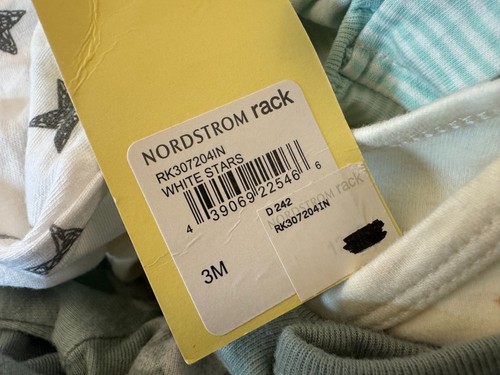 NORDSTROM rack
RK307204IN
WHITE STARS
4 39069 22546 6
D 242
NORDSTROM rack
RK307204IN
3M